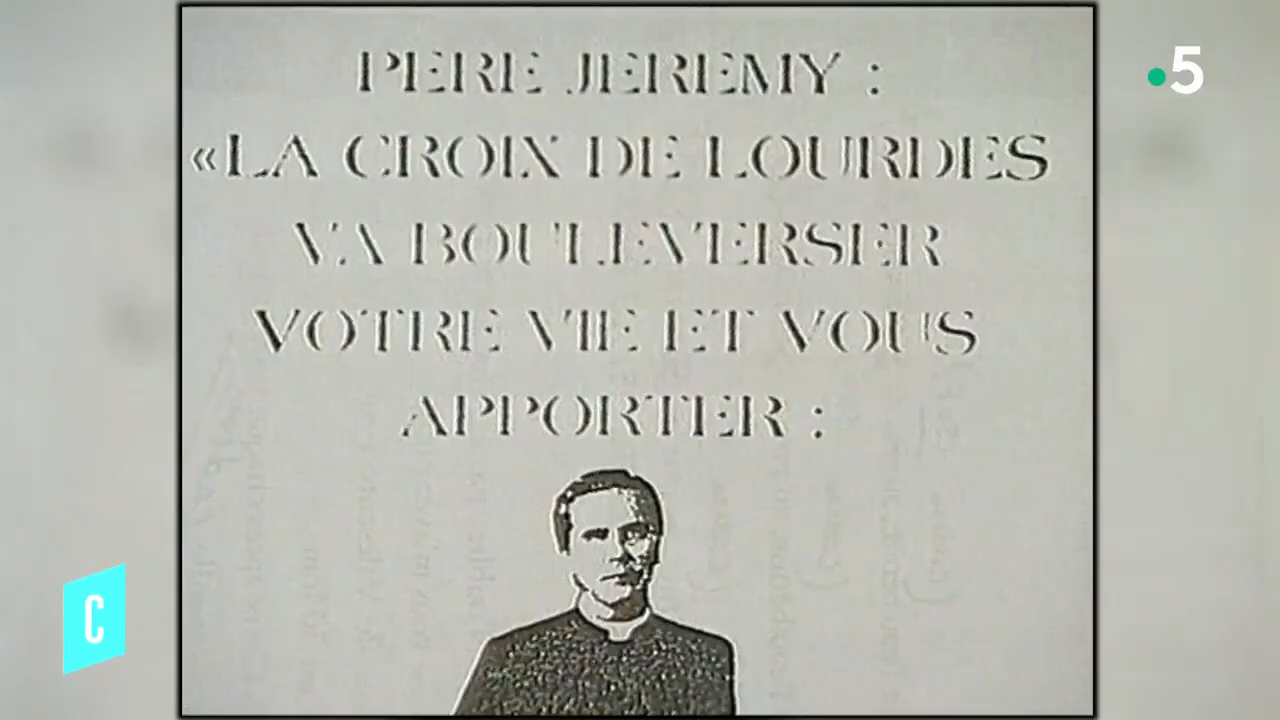 PERE JEREMY :
«LA CROIX DE LOURDES
VA BOULEVERSER
VOTRE VIE ET VOUS
APPORTER :
5
C